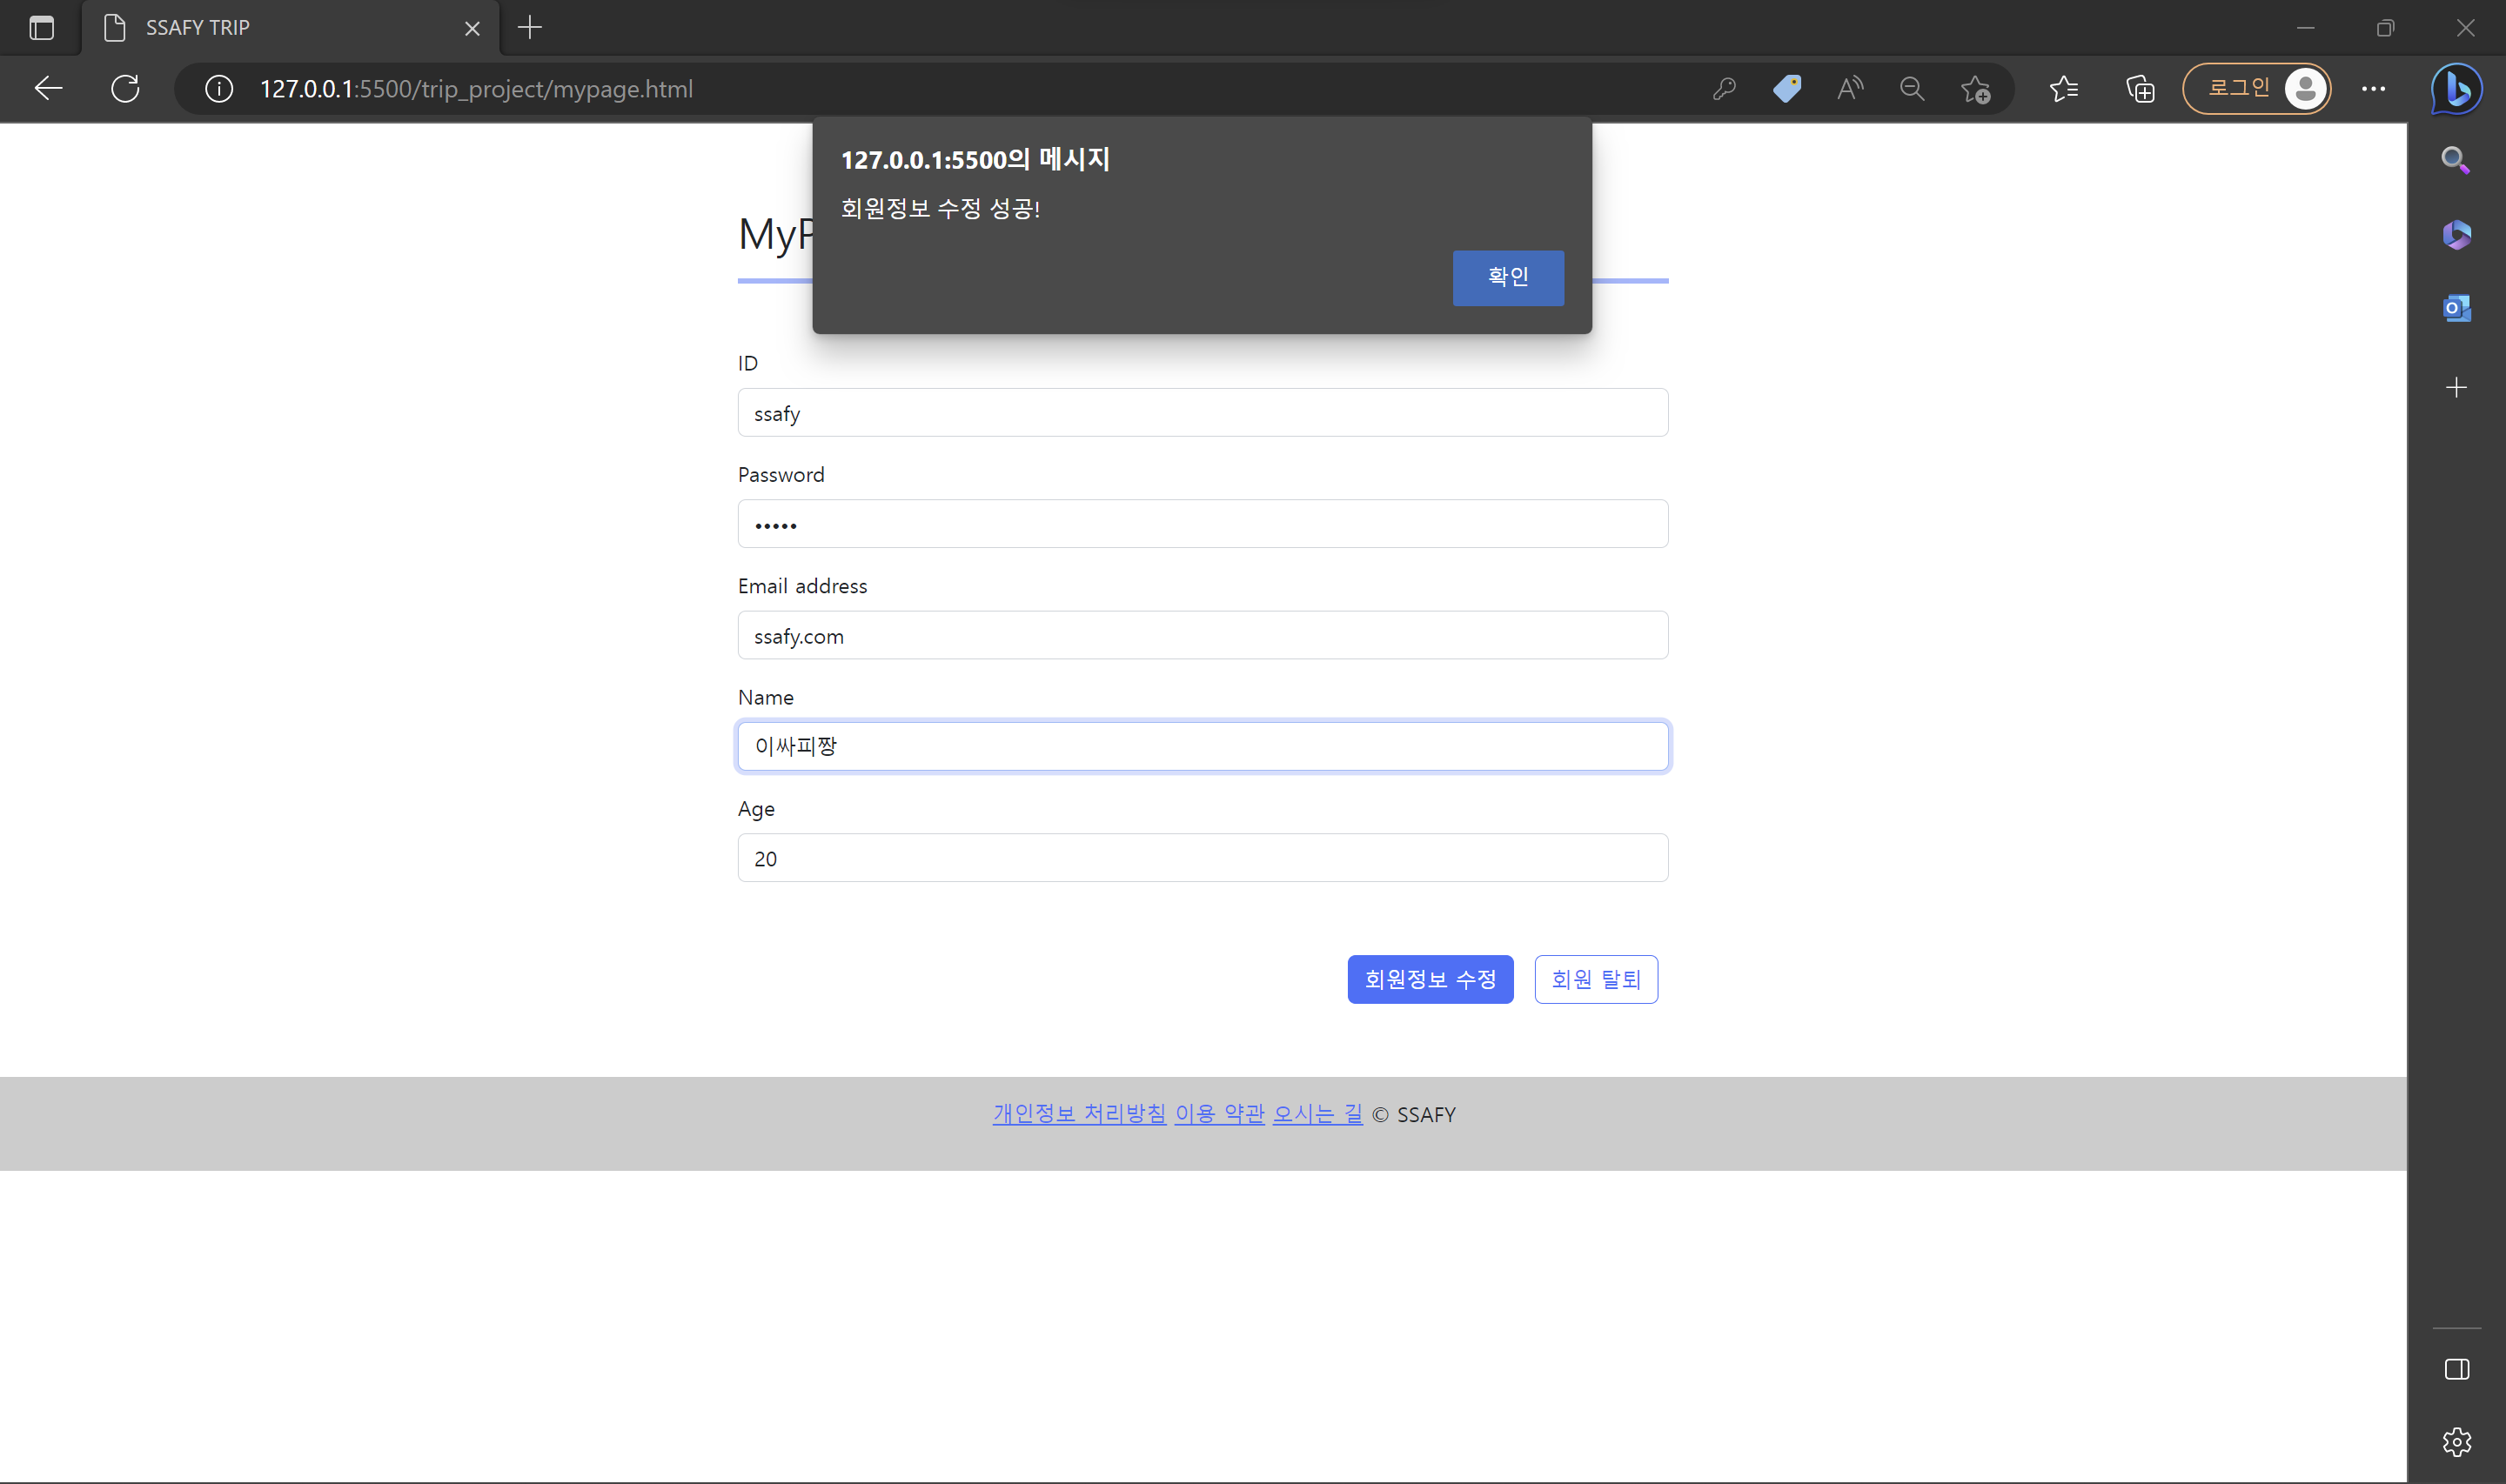 SSAFY TRIP
127.0.0.1:5500/trip_project/mypage.html
로그인
127.0.0.1:5500의 메시지
회원정보 수정 성공!
확인
MyP
ID
ssafy
Password
•••••
Email address
ssafy.com
Name
이싸피짱
Age
20
회원정보 수정 회원 탈퇴
개인정보 처리방침 이용 약관 오시는 길 © SSAFY